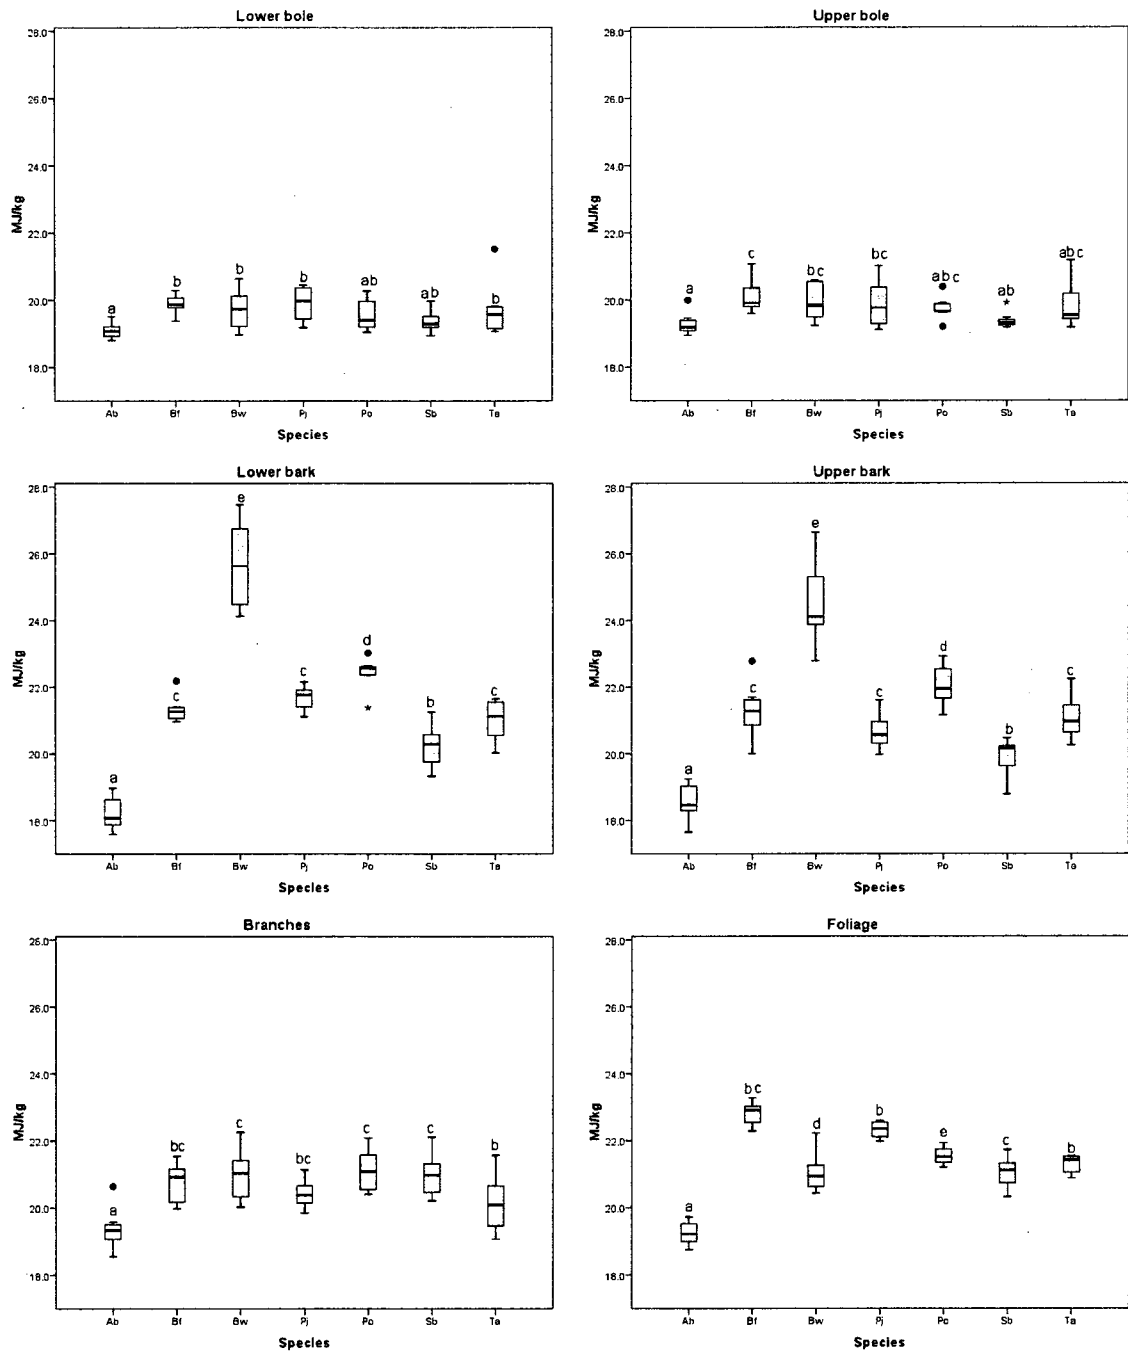 Lower bole
28.0
26.0
24.0
22.0
20.0
18.0
MJ/kg
a
b
b
b
ab
ab
b
Ab Bf Bw Pj Po Sb Ta
Species
Upper bole
28.0
26.0
24.0
22.0
20.0
18.0
MJ/kg
a
c
bc
bc
abc
ab
abc
Ab Bf Bw Pj Po Sb Ta
Species
Lower bark
28.0
26.0
24.0
22.0
20.0
18.0
MJ/kg
a
c
e
c
d
b
c
Ab Bf Bw Pj Po Sb Ta
Species
Upper bark
28.0
26.0
24.0
22.0
20.0
18.0
MJ/kg
a
c
e
c
d
b
c
Ab Bf Bw Pj Po Sb Ta
Species
Branches
28.0
26.0
24.0
22.0
20.0
18.0
MJ/kg
a
bc
c
bc
c
c
b
Ab Bf Bw Pj Po Sb Ta
Species
Foliage
28.0
26.0
24.0
22.0
20.0
18.0
MJ/kg
a
bc
d
b
e
c
b
Ab Bf Bw Pj Po Sb Ta
Species